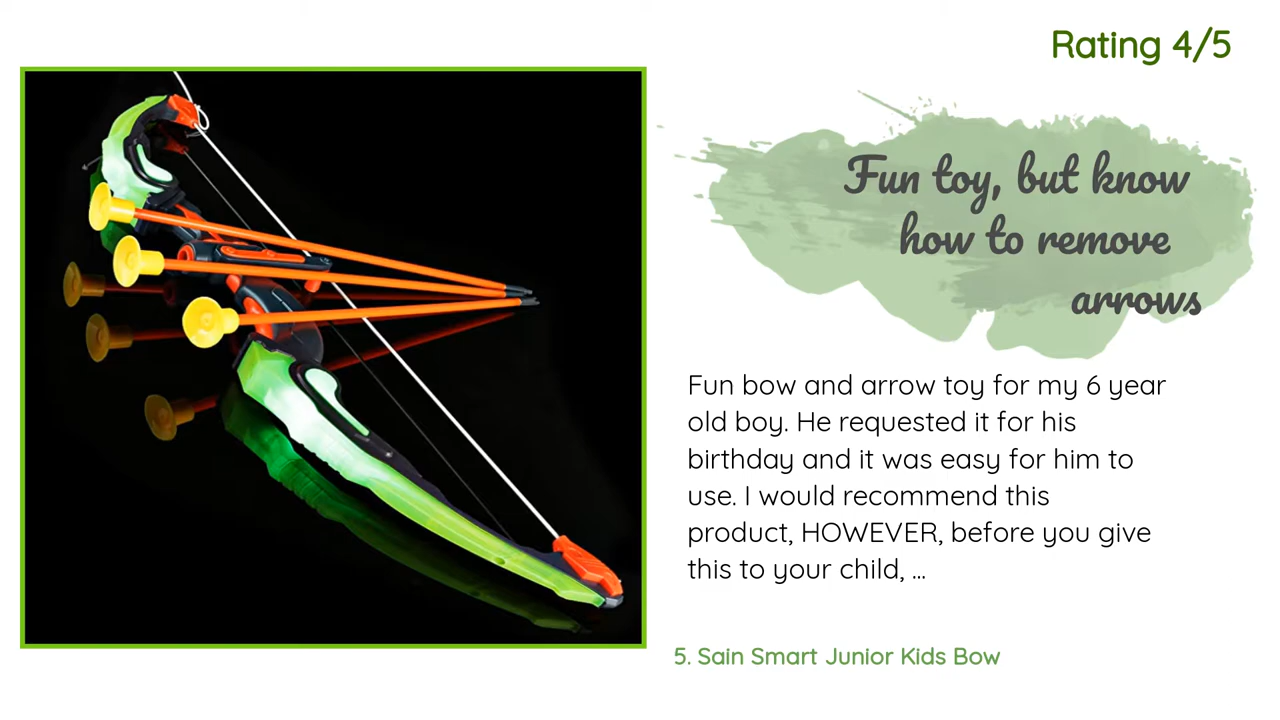 Rating 4/5
Fun toy, but know
how to remove
arrows
Fun bow and arrow toy for my 6 year
old boy. He requested it for his
birthday and it was easy for him to
use. I would recommend this
product, HOWEVER, before you give
this to your child, ...
5. Sain Smart Junior Kids Bow